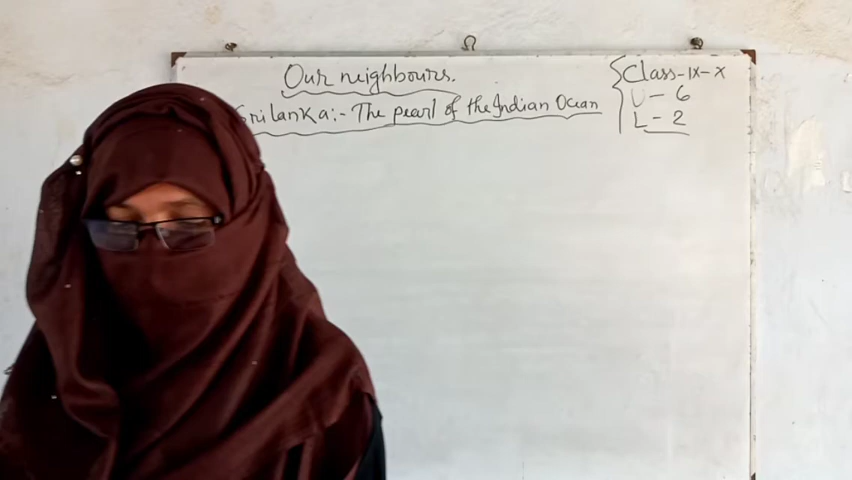 Our neighbours.
Srilanka:- The pearl of the Indian Ocean
Class-IX-X
U-6
L-2